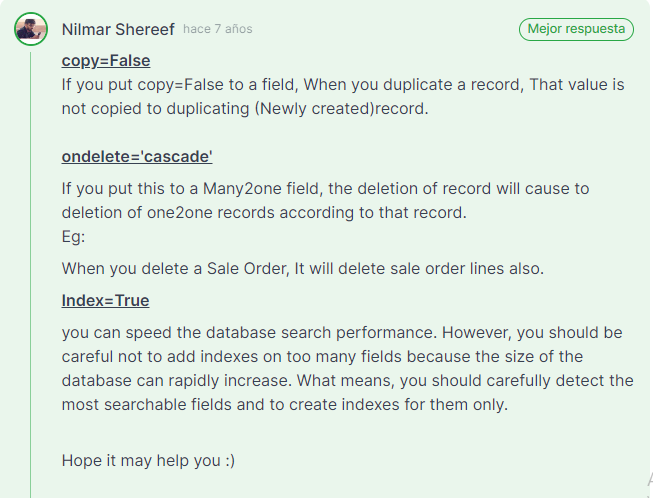 Nilmar Shereef hace 7 años Mejor respuesta
copy=False
If you put copy=False to a field, When you duplicate a record, That value is
not copied to duplicating (Newly created)record.
ondelete='cascade'
If you put this to a Many2one field, the deletion of record will cause to
deletion of one2one records according to that record.
Eg:
When you delete a Sale Order, It will delete sale order lines also.
Index=True
you can speed the database search performance. However, you should be
careful not to add indexes on too many fields because the size of the
database can rapidly increase. What means, you should carefully detect the
most searchable fields and to create indexes for them only.
Hope it may help you :)